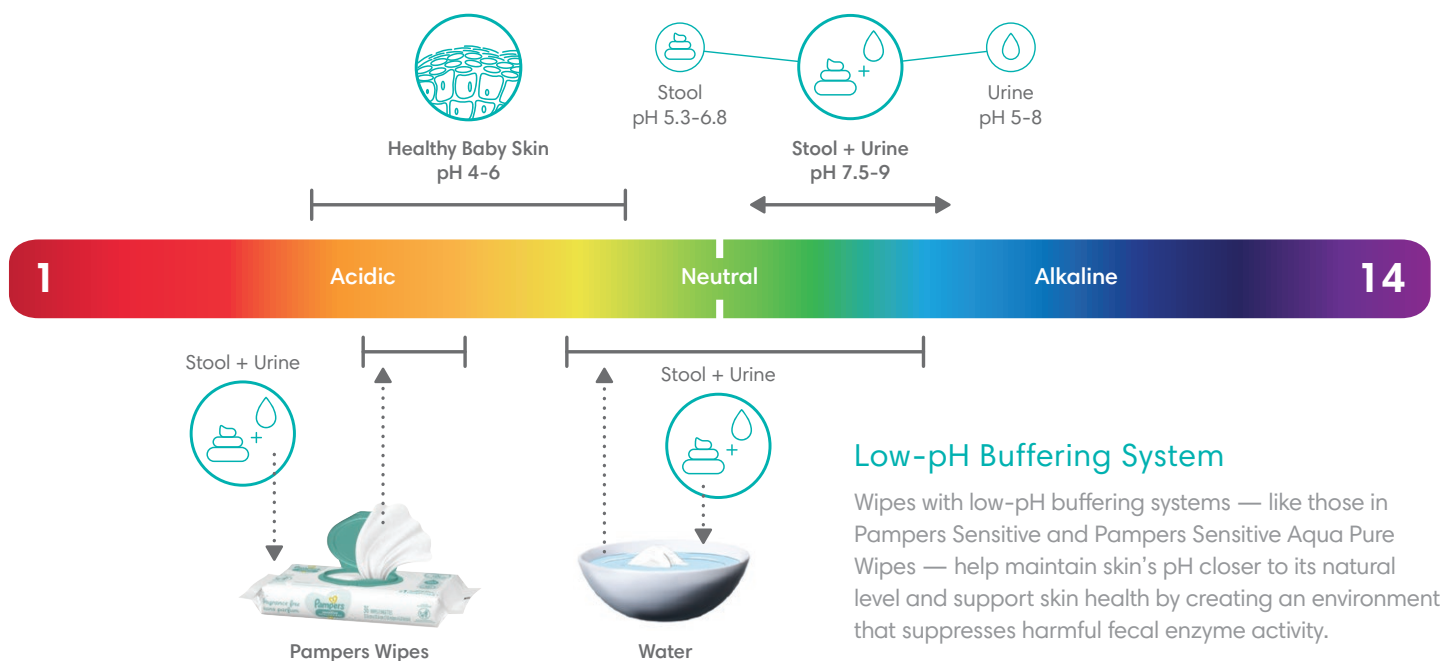 Healthy Baby Skin
pH 4-6
Stool
pH 5.3-6.8
Stool + Urine
pH 7.5-9
Urine
pH 5-8
1
Acidic
Neutral
Alkaline
14
Stool + Urine
Stool + Urine
Pampers
Pampers Wipes
Water
Low-pH Buffering System
Wipes with low-pH buffering systems — like those in
Pampers Sensitive and Pampers Sensitive Aqua Pure
Wipes — help maintain skin's pH closer to its natural
level and support skin health by creating an environment
that suppresses harmful fecal enzyme activity.